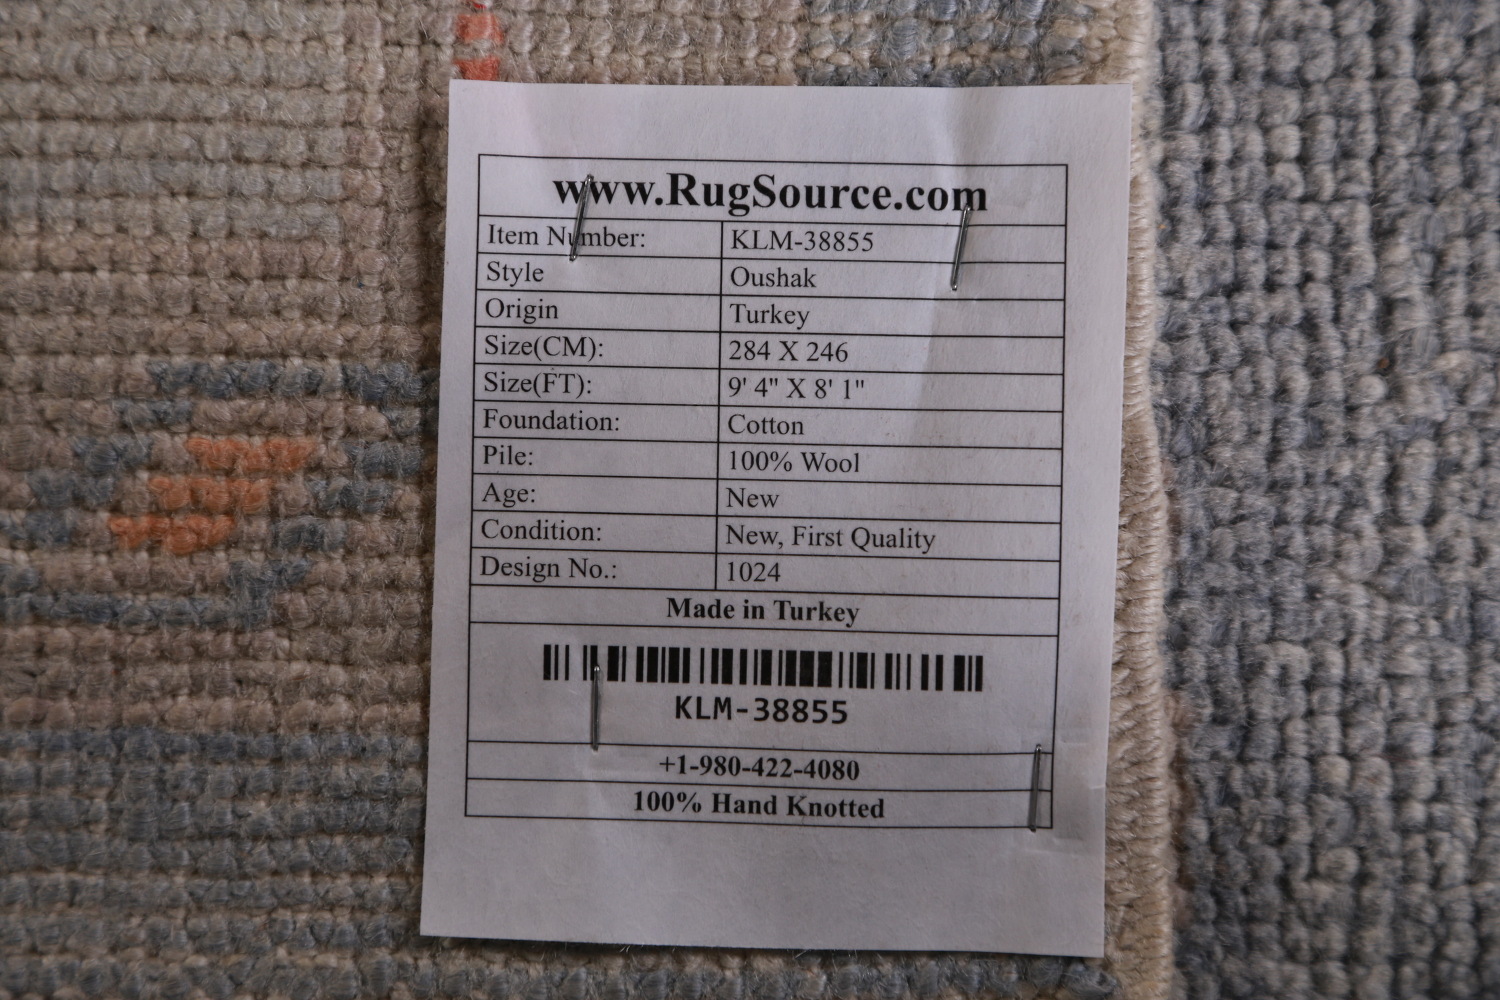 www.RugSource.com
Item Number: KLM-38855
Style Oushak
Origin Turkey
Size(CM): 284 X 246
Size(FT): 9' 4" X 8' 1"
Foundation: Cotton
Pile: 100% Wool
Age: New
Condition: New, First Quality
Design No.: 1024
Made in Turkey
KLM-38855
+1-980-422-4080
100% Hand Knotted